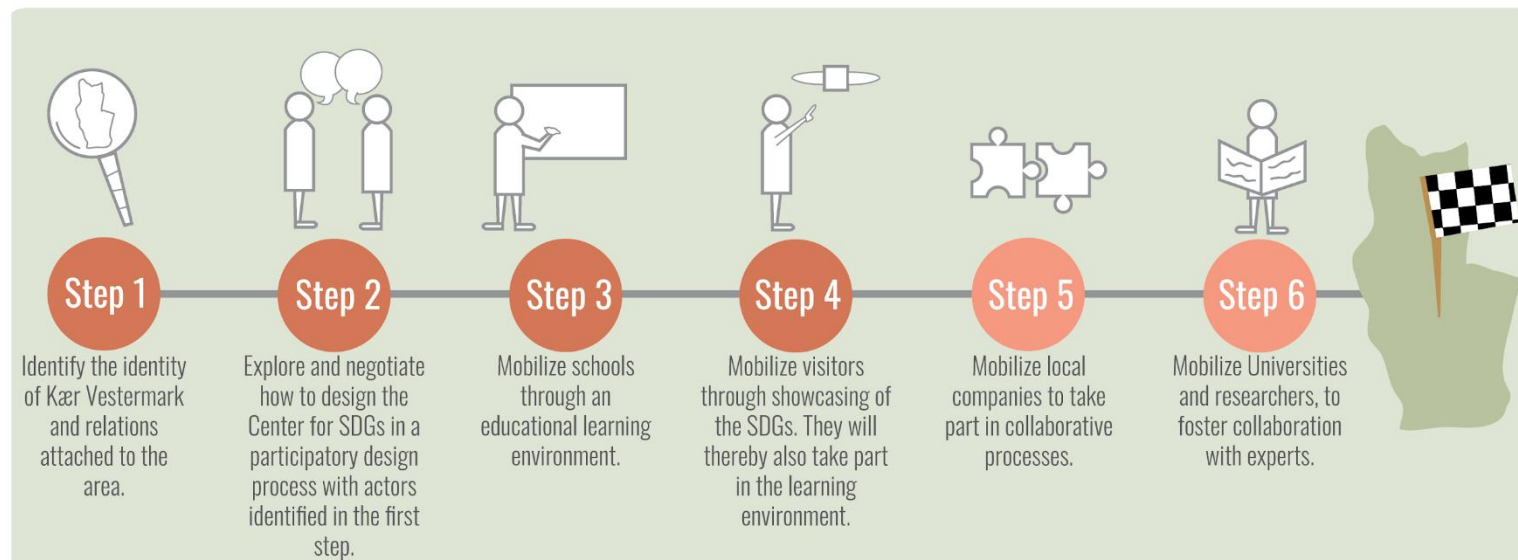 Step 1
Identify the identity
of Kær Vestermark
and relations
attached to the
area.
Step 2
Explore and negotiate
how to design the
Center for SDGs in a
participatory design
process with actors
identified in the first
step.
Step 3
Mobilize schools
through an
educational learning
environment.
Step 4
Mobilize visitors
through showcasing of
the SDGs. They will
thereby also take part
in the learning
environment.
Step 5
Mobilize local
companies to take
part in collaborative
processes.
Step 6
Mobilize Universities
and researchers, to
foster collaboration
with experts.